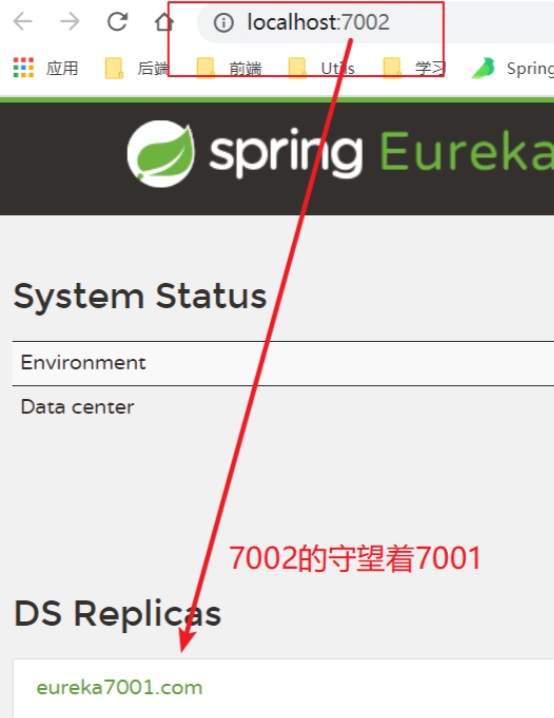 localhost:7002
应用 后端 前端 Utils 学习 Spring
spring Eureka
System Status
Environment
Data center
7002的守望着7001
DS Replicas
eureka7001.com